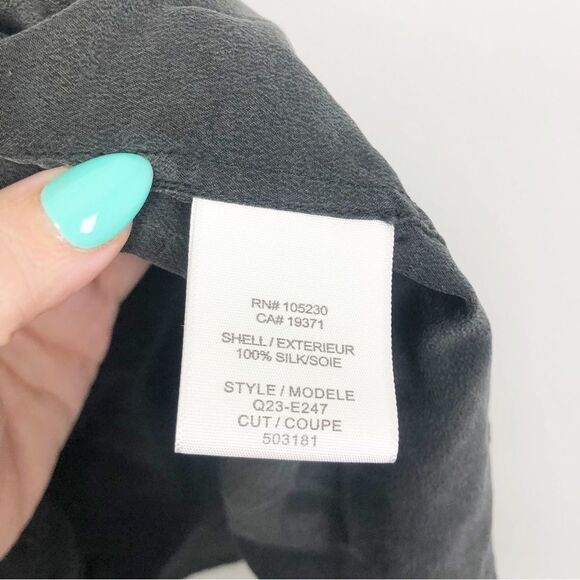 RN# 105230
CA# 19371
SHELL / EXTERIEUR
100% SILK/SOIE
STYLE / MODELE
Q23-E247
CUT / COUPE
503181